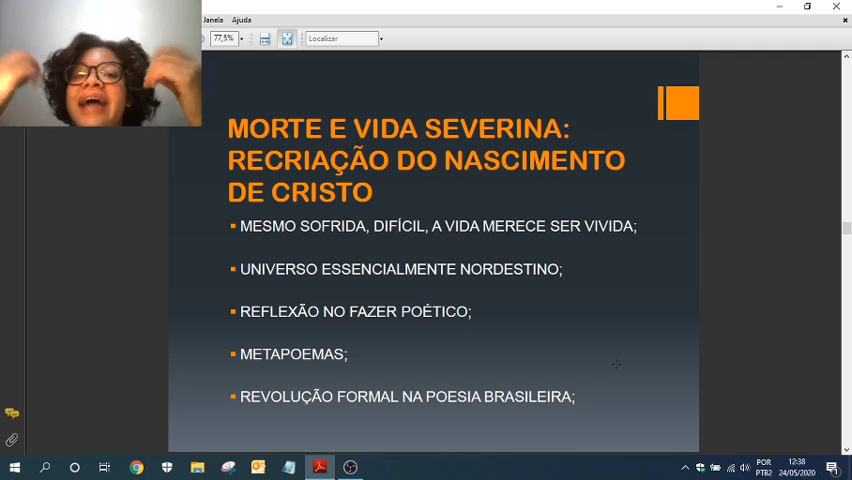 Janela Ajuda
77,5%
Localizar
MORTE E VIDA SEVERINA:
RECRIAÇÃO DO NASCIMENTO
DE CRISTO
MESMO SOFRIDA, DIFÍCIL, A VIDA MERECE SER VIVIDA;
UNIVERSO ESSENCIALMENTE NORDESTINO;
REFLEXÃO NO FAZER POÉTICO;
METAPOEMAS;
REVOLUÇÃO FORMAL NA POESIA BRASILEIRA;
POR 12:38
PTB2 24/05/2020